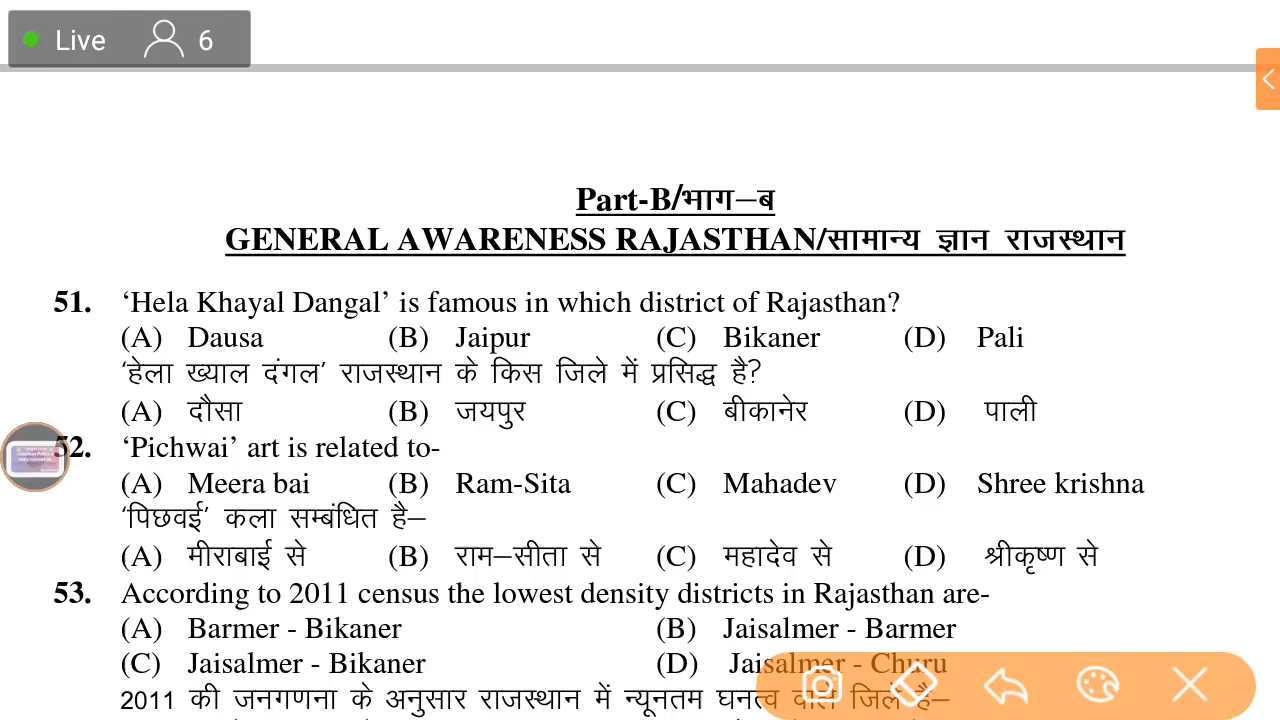 Live 6
Part-B/भाग–ब
GENERAL AWARENESS RAJASTHAN/सामान्य ज्ञान राजस्थान
51. ‘Hela Khayal Dangal’ is famous in which district of Rajasthan?
(A) Dausa (B) Jaipur (C) Bikaner (D) Pali
‘हेला ख्याल दंगल’ राजस्थान के किस जिले में प्रसिद्ध है?
(A) दौसा (B) जयपुर (C) बीकानेर (D) पाली
52. ‘Pichwai’ art is related to-
(A) Meera bai (B) Ram-Sita (C) Mahadev (D) Shree krishna
‘पिछवई’ कला सम्बंधित है–
(A) मीराबाई से (B) राम–सीता से (C) महादेव से (D) श्रीकृष्ण से
53. According to 2011 census the lowest density districts in Rajasthan are-
(A) Barmer - Bikaner (B) Jaisalmer - Barmer
(C) Jaisalmer - Bikaner (D) Jaisalmer - Churu
2011 की जनगणना के अनुसार राजस्थान में न्यूनतम घनत्व वाले जिले हैं–